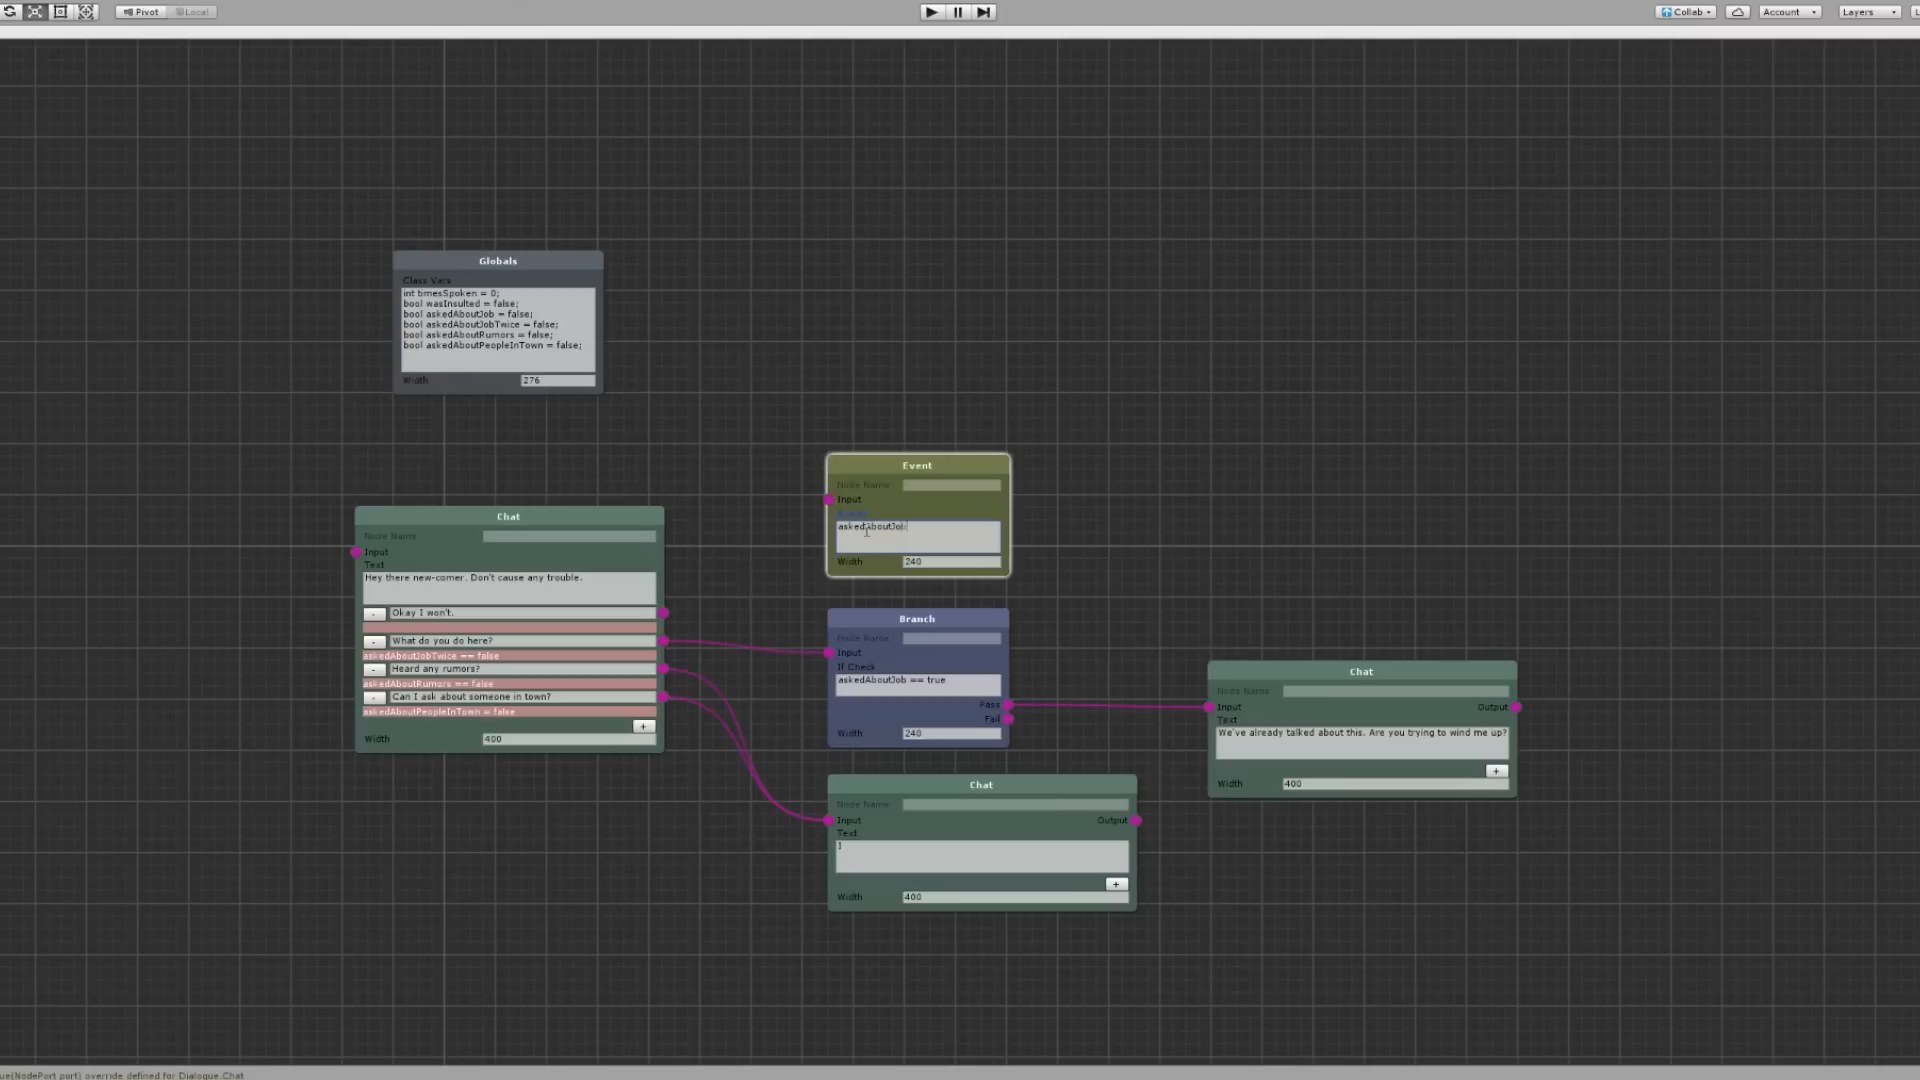 Pivot
Local
Collab
Account
Layers
Globals
Class Vars
int timesSpoken = 0;
bool wasInsulted = false;
bool askedAboutJob = false;
bool askedAboutJobTwice = false;
bool askedAboutRumors = false;
bool askedAboutPeopleInTown = false;
Width 276
Event
Node Name
Input
askedAboutJob
Width 240
Chat
Node Name
Input
Text
Hey there new-comer. Don't cause any trouble.
- Okay I won't.
- What do you do here?
askedAboutJobTwice == false
- Heard any rumors?
askedAboutRumors == false
- Can I ask about someone in town?
askedAboutPeopleInTown = false
+
Width 400
Branch
Node Name
Input
If Check
askedAboutJob == true
Pass
Fail
Width 240
Chat
Node Name
Input Output
Text
We've already talked about this. Are you trying to wind me up?
+
Width 400
Chat
Node Name
Input Output
Text
+
Width 400
ue(NodePort port) override defined for Dialogue.Chat